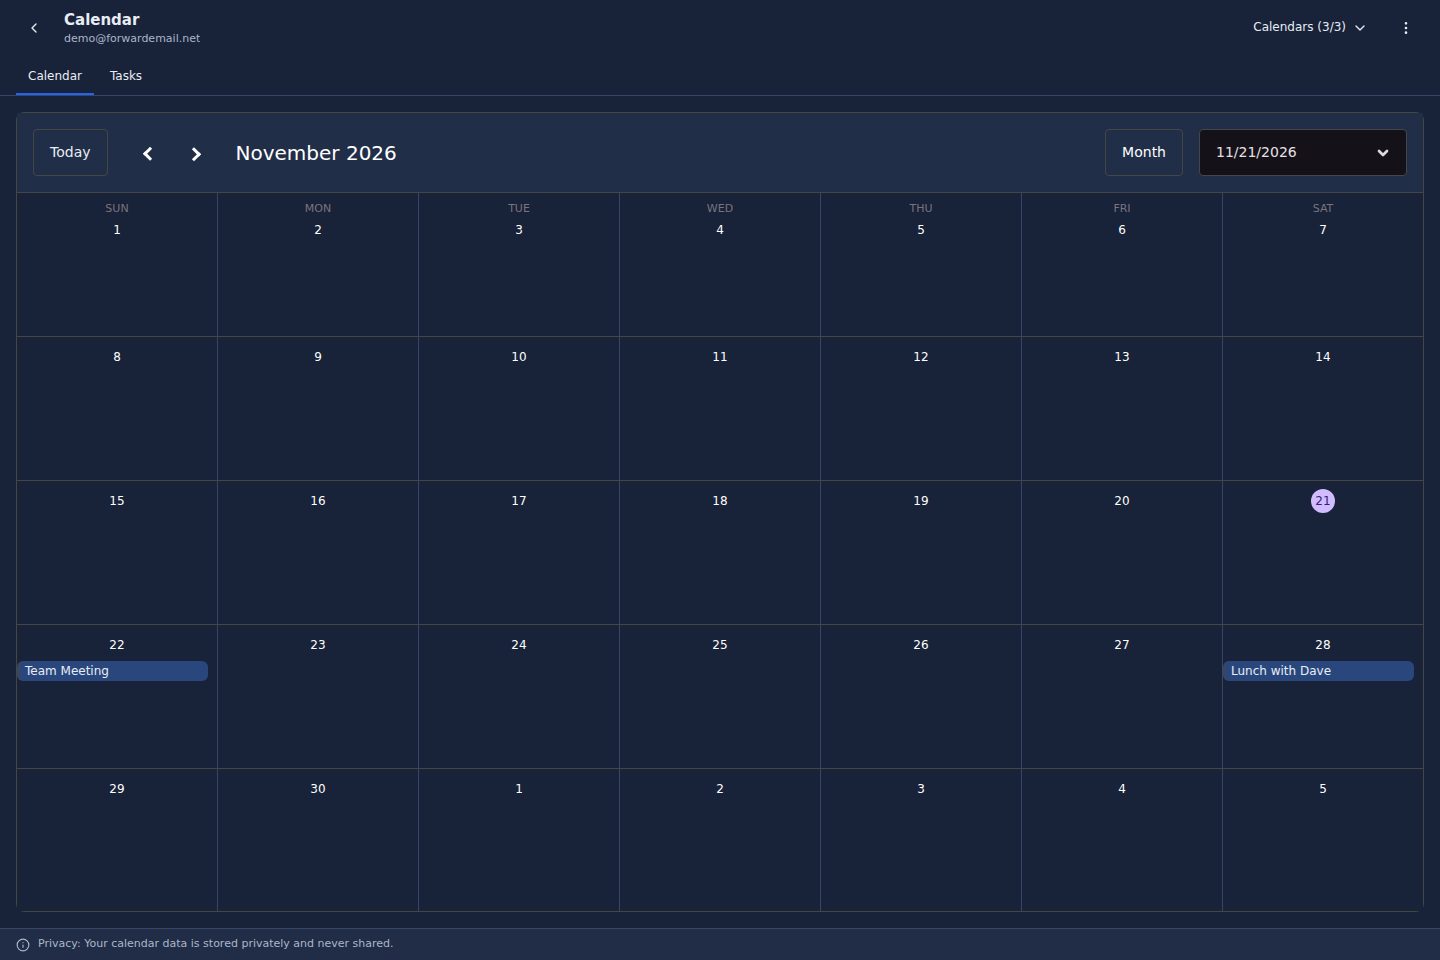 Calendar
demo@forwardemail.net
Calendars (3/3)
Calendar Tasks
Today November 2026 Month 11/21/2026
SUN MON TUE WED THU FRI SAT
1 2 3 4 5 6 7
8 9 10 11 12 13 14
15 16 17 18 19 20 21
22 23 24 25 26 27 28
Team Meeting Lunch with Dave
29 30 1 2 3 4 5
Privacy: Your calendar data is stored privately and never shared.